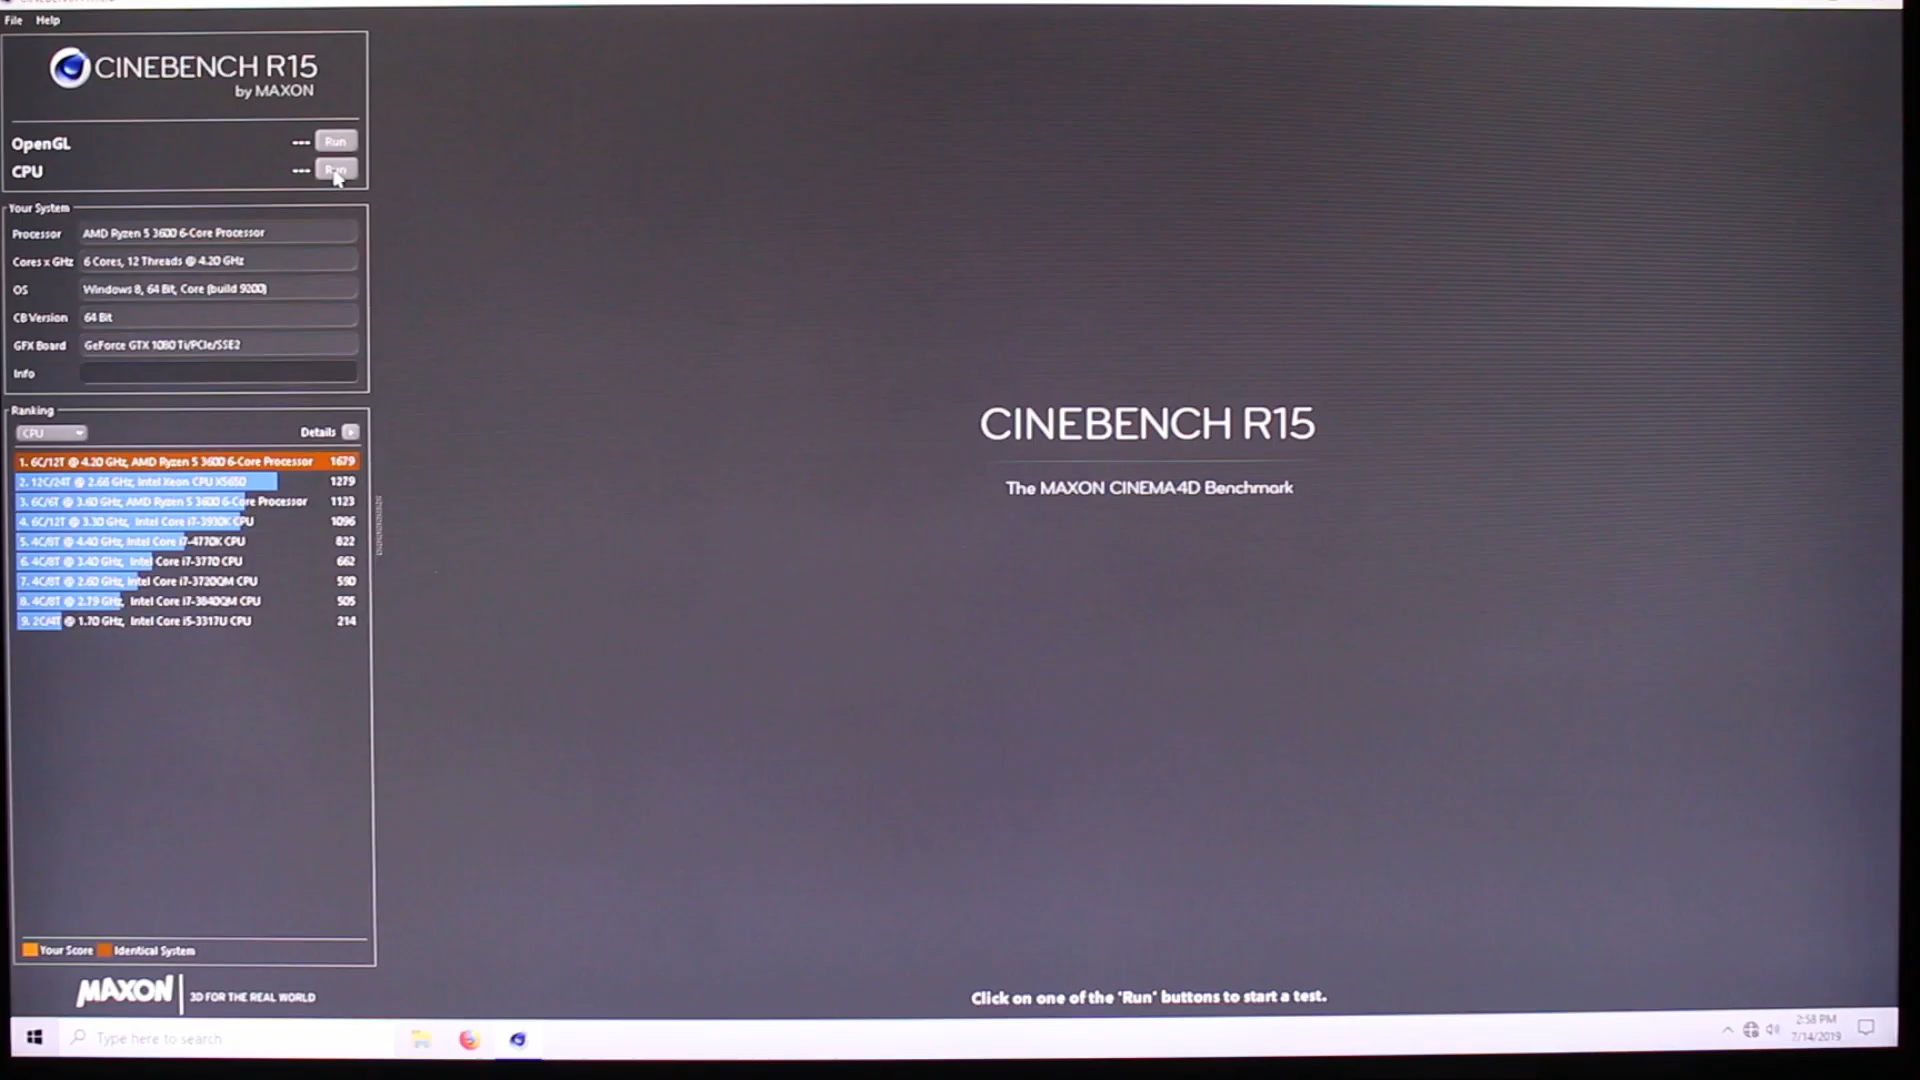 File Help
CINEBENCH R15
by MAXON
OpenGL --- Run
CPU --- Run
Your System
Processor AMD Ryzen 5 3600 6-Core Processor
Cores x GHz 6 Cores, 12 Threads @ 4.20 GHz
OS Windows 8, 64 Bit, Core (build 9200)
CB Version 64 Bit
GFX Board GeForce GTX 1080 Ti/PCIe/SSE2
Info
Ranking
CPU Details
1. 6C/12T @ 4.20 GHz, AMD Ryzen 5 3600 6-Core Processor 1679
2. 12C/24T @ 2.66 GHz, Intel Xeon CPU X5650 1279
3. 6C/6T @ 3.60 GHz, AMD Ryzen 5 3600 6-Core Processor 1123
4. 6C/12T @ 3.30 GHz, Intel Core i7-3930K CPU 1096
5. 4C/8T @ 4.40 GHz, Intel Core i7-4770K CPU 822
6. 4C/8T @ 3.40 GHz, Intel Core i7-3770 CPU 662
7. 4C/8T @ 2.60 GHz, Intel Core i7-3720QM CPU 590
8. 4C/8T @ 2.79 GHz, Intel Core i7-3840QM CPU 505
9. 2C/4T @ 1.70 GHz, Intel Core i5-3317U CPU 214
Your Score Identical System
MAXON 3D FOR THE REAL WORLD
CINEBENCH R15
The MAXON CINEMA4D Benchmark
Click on one of the 'Run' buttons to start a test.
Type here to search
2:58 PM
7/14/2019